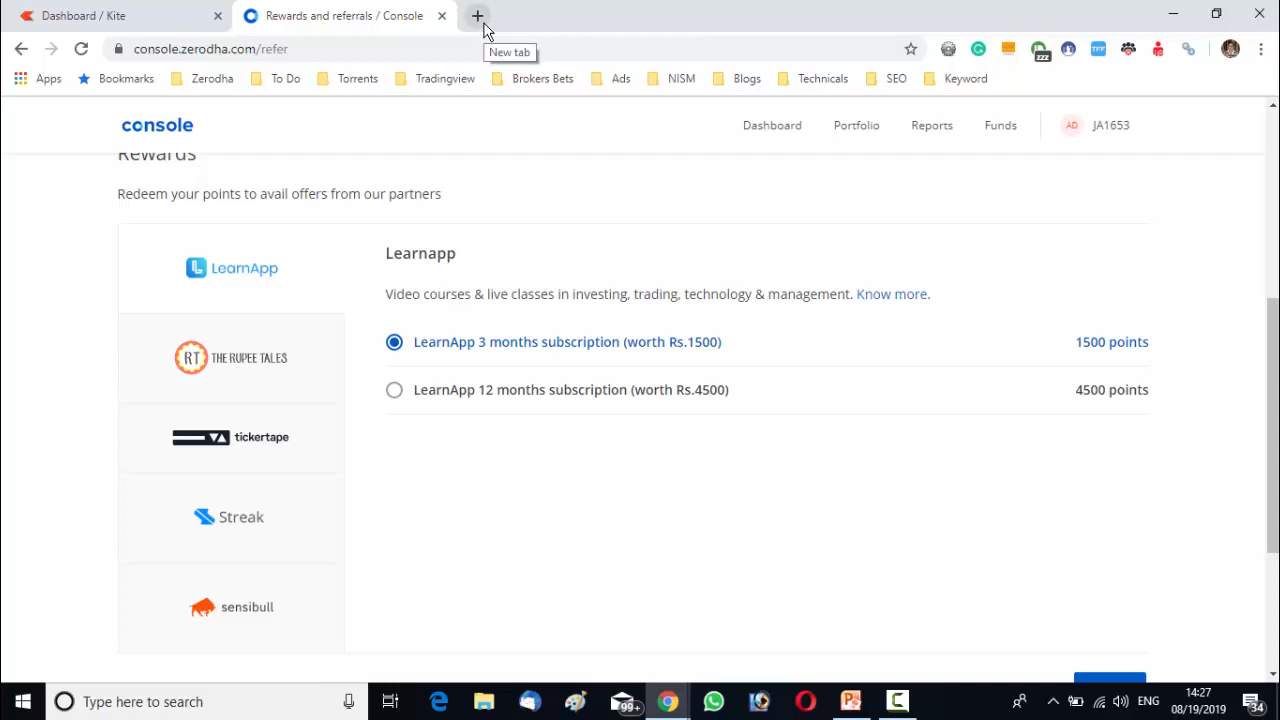 Dashboard / Kite
Rewards and referrals / Console
New tab
console.zerodha.com/refer
TFF
zzz
Apps
Bookmarks
Zerodha
To Do
Torrents
Tradingview
Brokers Bets
Ads
NISM
Blogs
Technicals
SEO
Keyword
console
Dashboard
Portfolio
Reports
Funds
AD
JA1653
Rewards
Redeem your points to avail offers from our partners
LearnApp
RT THE RUPEE TALES
tickertape
Streak
sensibull
Learnapp
Video courses & live classes in investing, trading, technology & management. Know more.
LearnApp 3 months subscription (worth Rs.1500) 1500 points
LearnApp 12 months subscription (worth Rs.4500) 4500 points
Type here to search
99+
ENG
14:27
08/19/2019
34